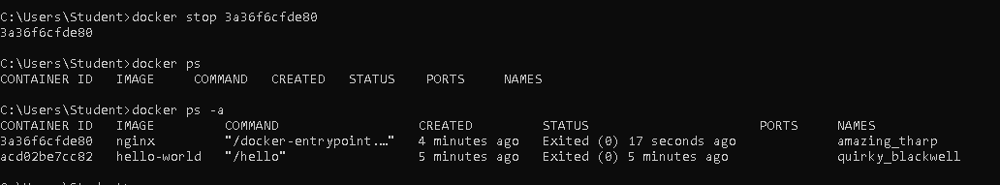 C:\Users\Student>docker stop 3a36f6cfde80
3a36f6cfde80
C:\Users\Student>docker ps
CONTAINER ID   IMAGE     COMMAND   CREATED   STATUS    PORTS     NAMES
C:\Users\Student>docker ps -a
CONTAINER ID   IMAGE         COMMAND                  CREATED         STATUS                      PORTS     NAMES
3a36f6cfde80   nginx         "/docker-entrypoint.…"   4 minutes ago   Exited (0) 17 seconds ago             amazing_tharp
acd02be7cc82   hello-world   "/hello"                 5 minutes ago   Exited (0) 5 minutes ago              quirky_blackwell